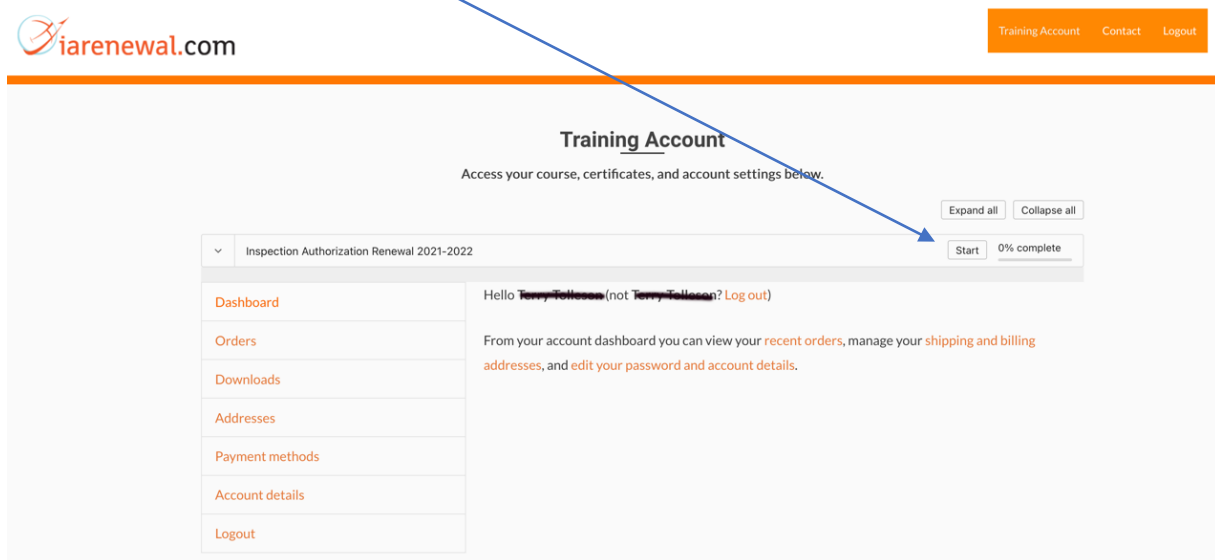 iarenewal.com
Training Account Contact Logout
Training Account
Access your course, certificates, and account settings below.
Expand all Collapse all
Inspection Authorization Renewal 2021-2022 Start 0% complete
Dashboard
Orders
Downloads
Addresses
Payment methods
Account details
Logout
Hello (not ? Log out)
From your account dashboard you can view your recent orders, manage your shipping and billing
addresses, and edit your password and account details.